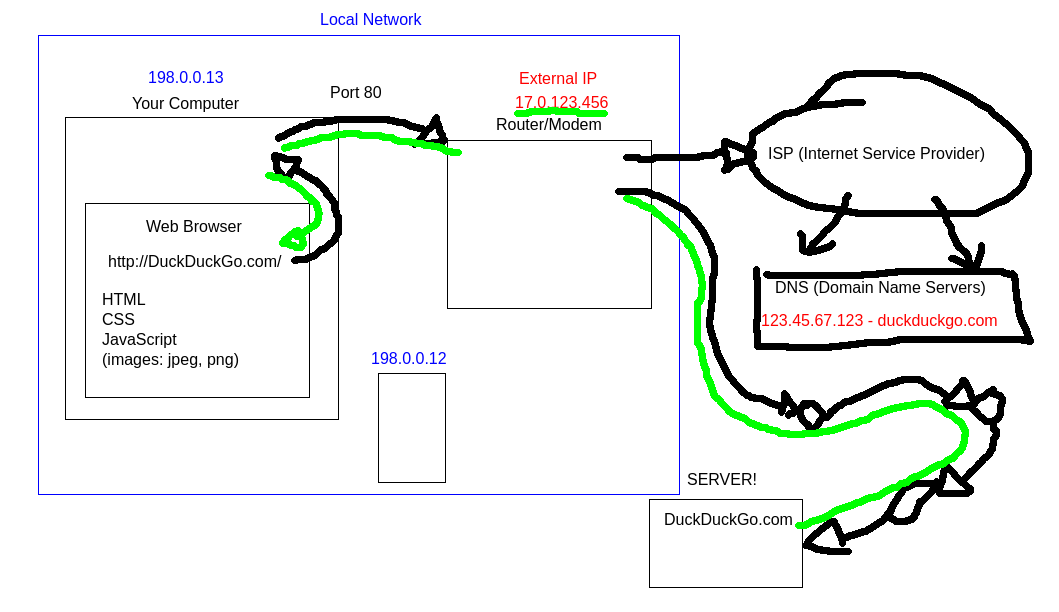 Local Network
198.0.0.13
Your Computer
Port 80
External IP
17.0.123.456
Router/Modem
ISP (Internet Service Provider)
Web Browser
http://DuckDuckGo.com/
HTML
CSS
JavaScript
(images: jpeg, png)
198.0.0.12
DNS (Domain Name Servers)
123.45.67.123 - duckduckgo.com
SERVER!
DuckDuckGo.com